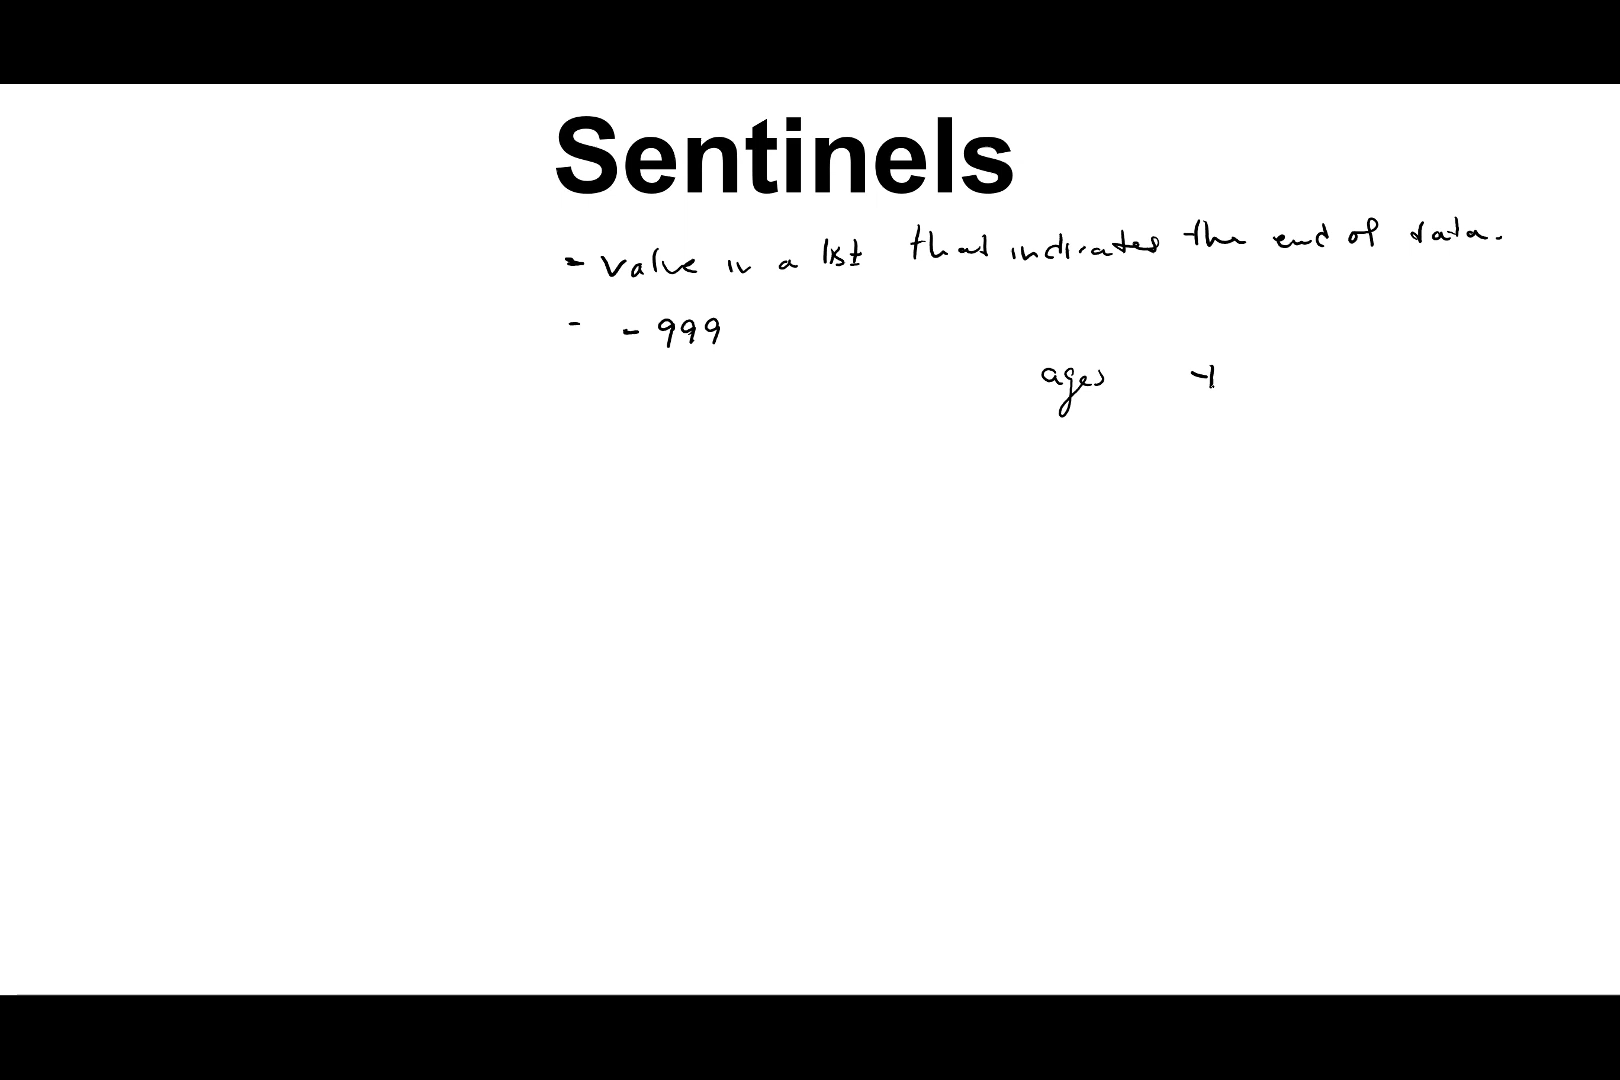 Sentinels
- value in a list that indicates the end of data.
- -999
ages -1